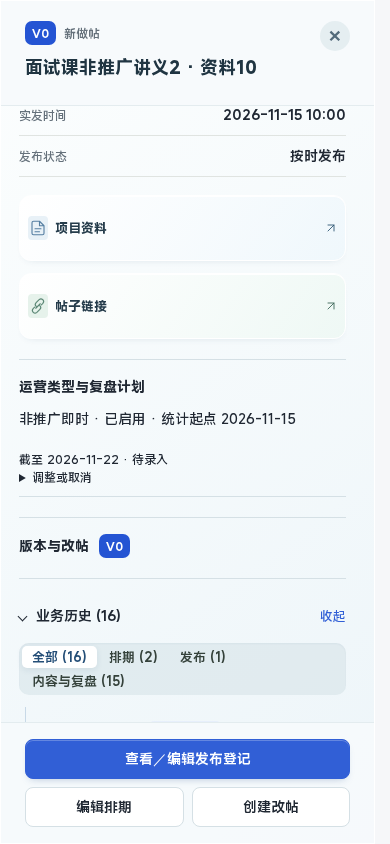 V0 新做帖
面试课非推广讲义2 · 资料10
实发时间 2026-11-15 10:00
发布状态 按时发布
项目资料
帖子链接
运营类型与复盘计划
非推广即时 · 已启用 · 统计起点 2026-11-15
截至 2026-11-22 · 待录入
调整或取消
版本与改帖 V0
业务历史 (16) 收起
全部 (16) 排期 (2) 发布 (1)
内容与复盘 (15)
查看／编辑发布登记
编辑排期 创建改帖